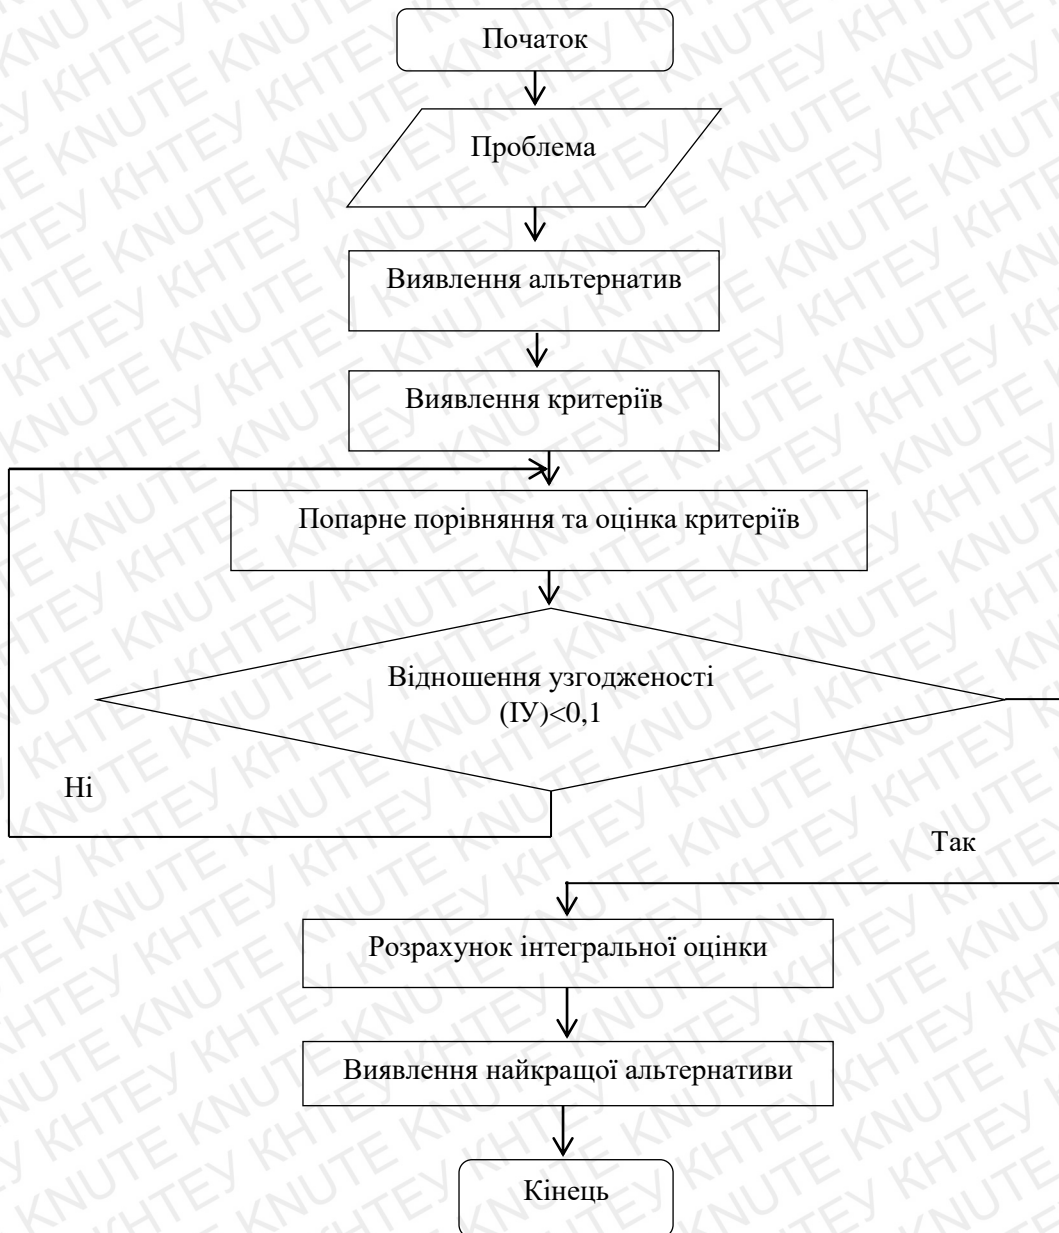 Початок
Проблема
Виявлення альтернатив
Виявлення критеріїв
Попарне порівняння та оцінка критеріїв
Відношення узгодженості
(ІУ)<0,1
Ні
Так
Розрахунок інтегральної оцінки
Виявлення найкращої альтернативи
Кінець